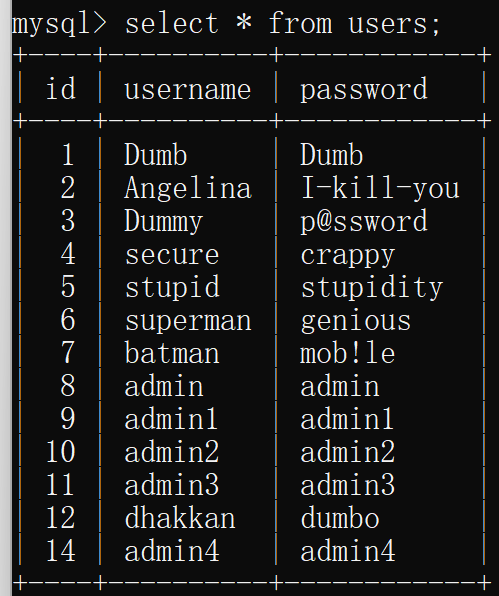 mysql> select * from users;
+----+----------+------------+
| id | username | password   |
+----+----------+------------+
|  1 | Dumb     | Dumb       |
|  2 | Angelina | I-kill-you |
|  3 | Dummy    | p@ssword   |
|  4 | secure   | crappy     |
|  5 | stupid   | stupidity  |
|  6 | superman | genious    |
|  7 | batman   | mob!le     |
|  8 | admin    | admin      |
|  9 | admin1   | admin1     |
| 10 | admin2   | admin2     |
| 11 | admin3   | admin3     |
| 12 | dhakkan  | dumbo      |
| 14 | admin4   | admin4     |
+----+----------+------------+